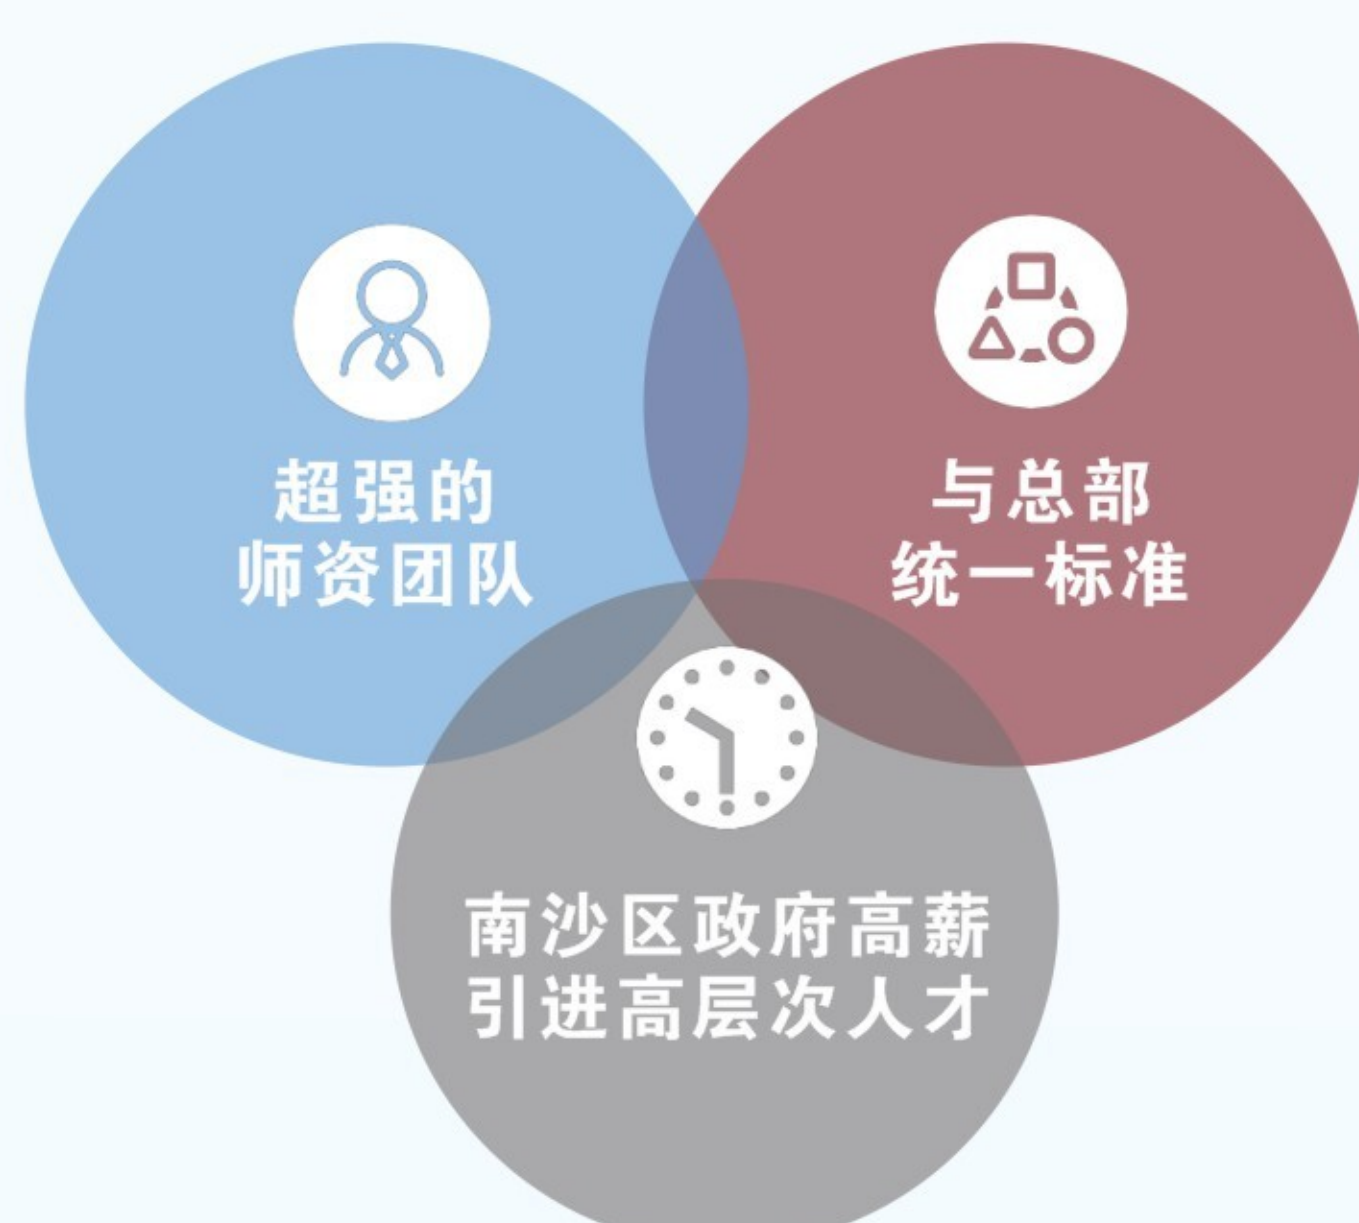 超强的
师资团队
与总部
统一标准
南沙区政府高薪
引进高层次人才